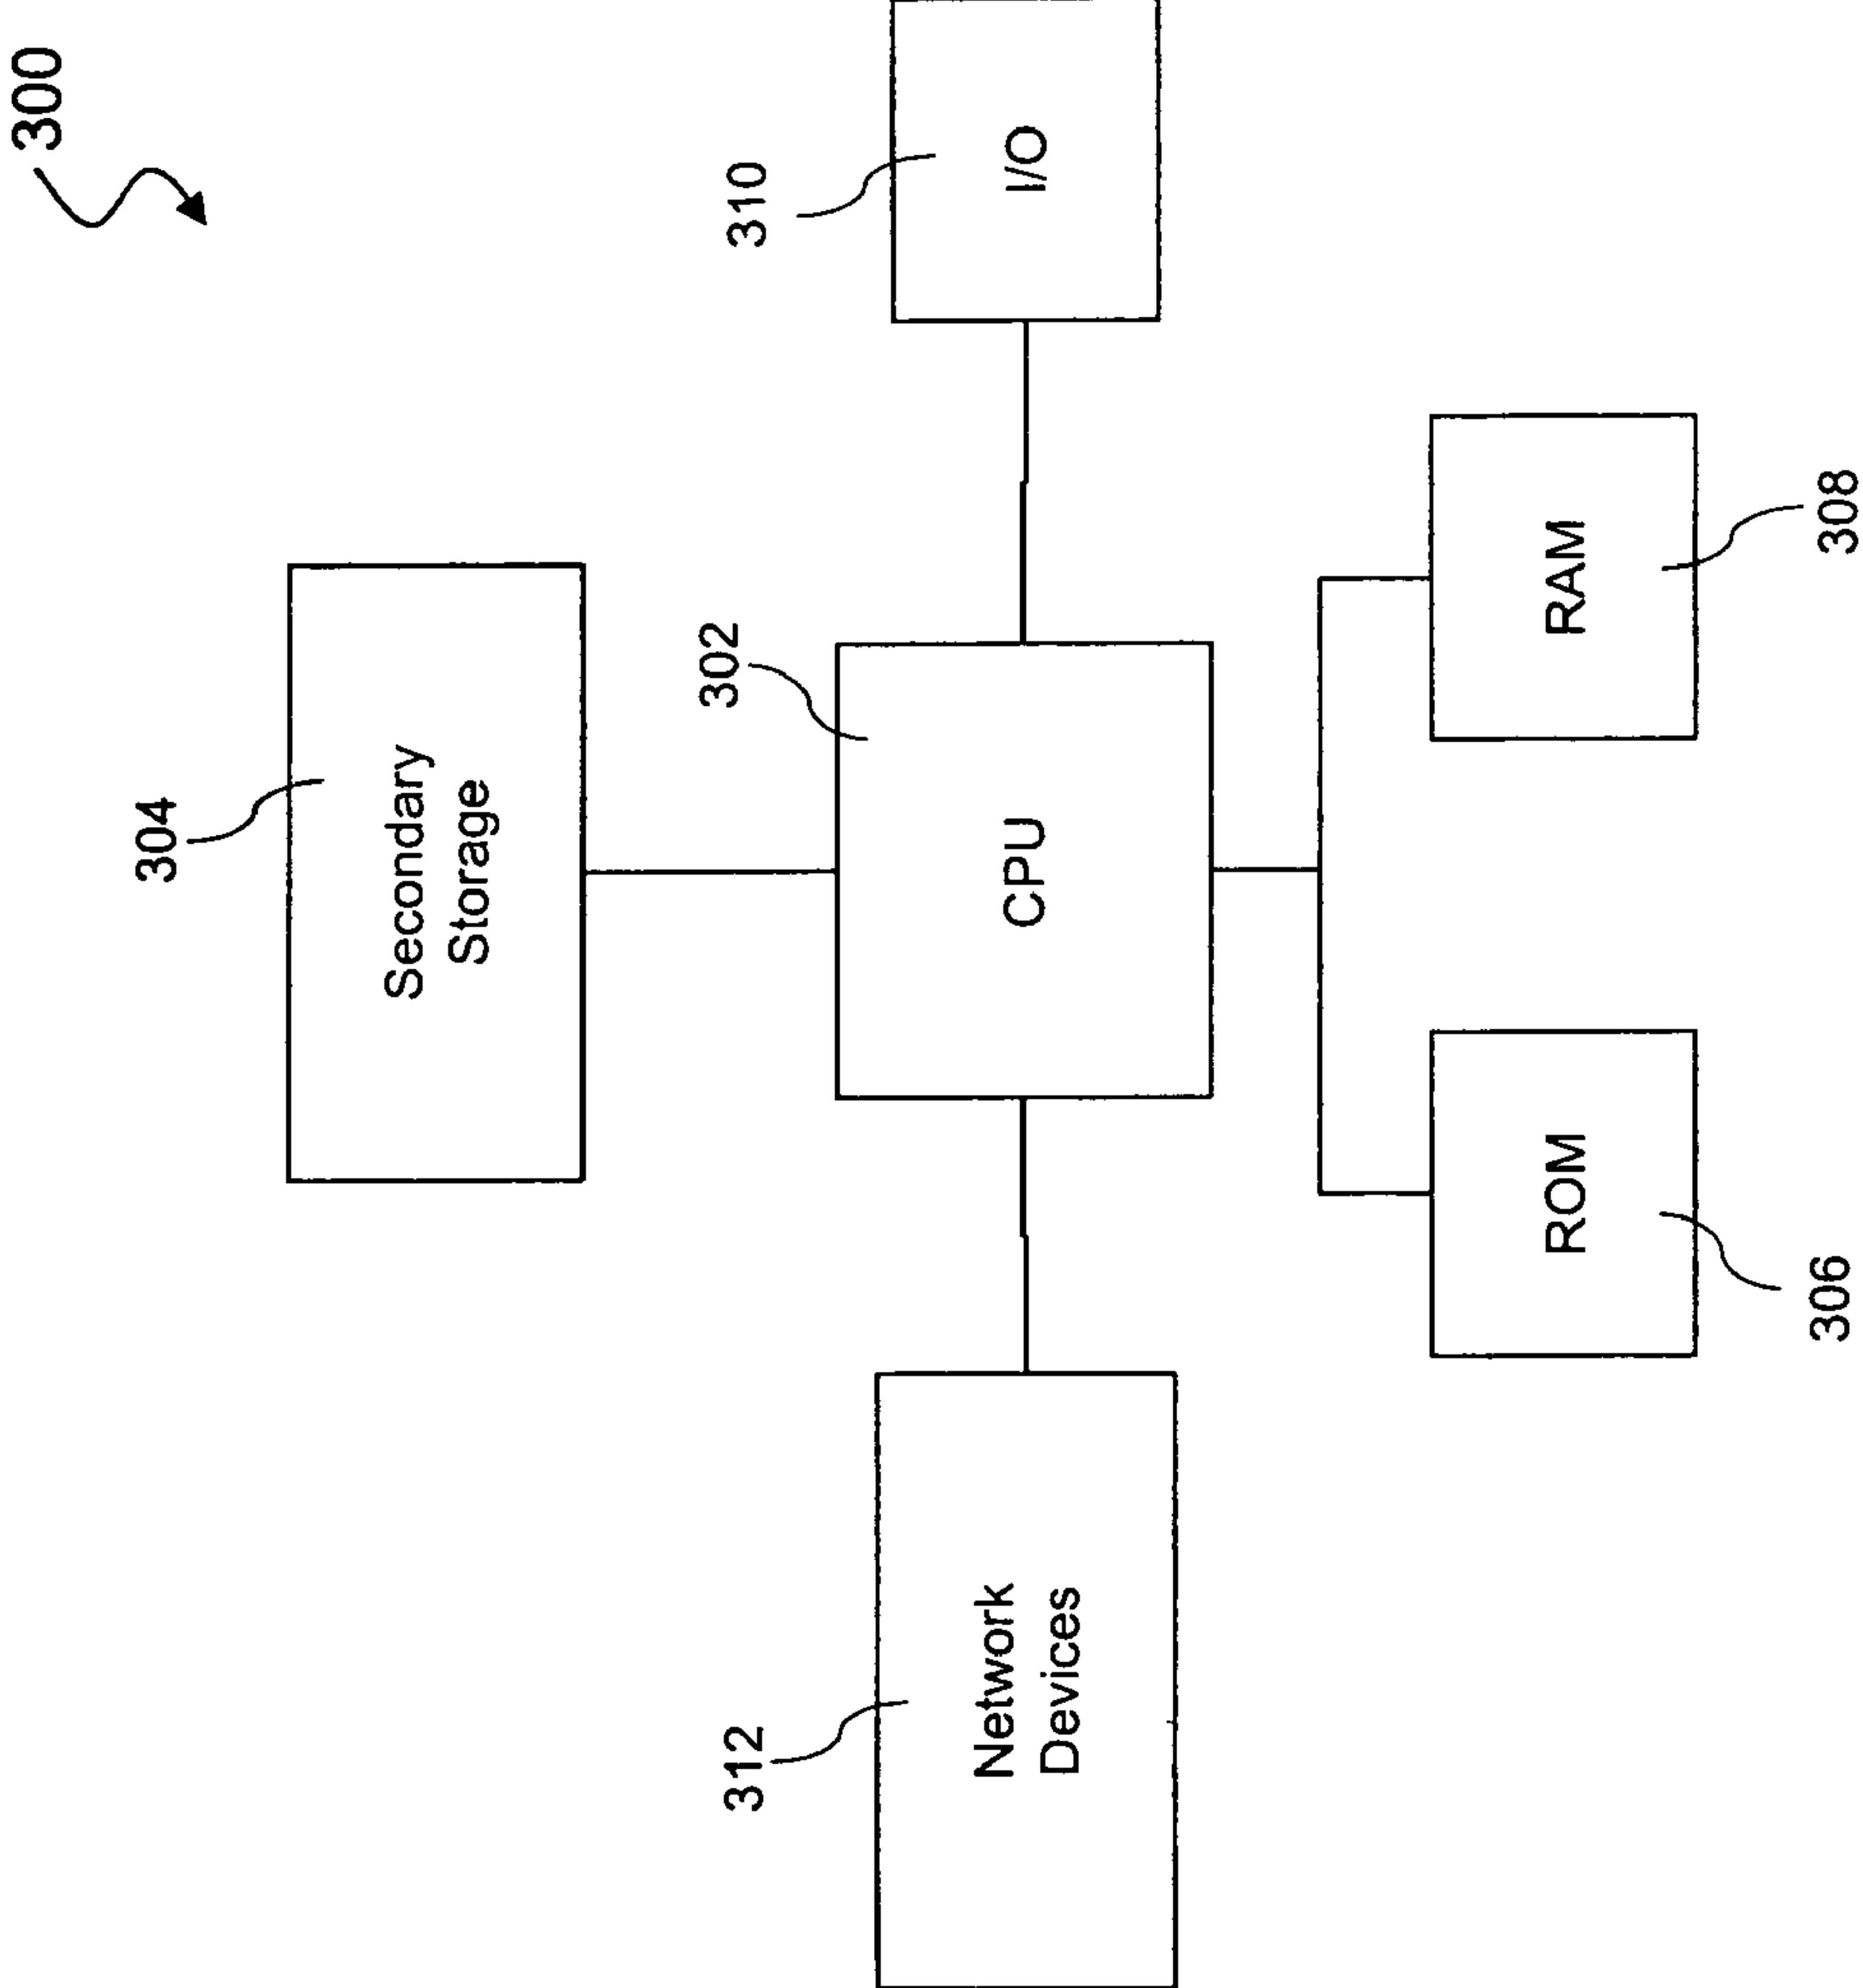 300
304
Secondary
Storage
312
302
310
Network
Devices
CPU
I/O
ROM
RAM
306
308